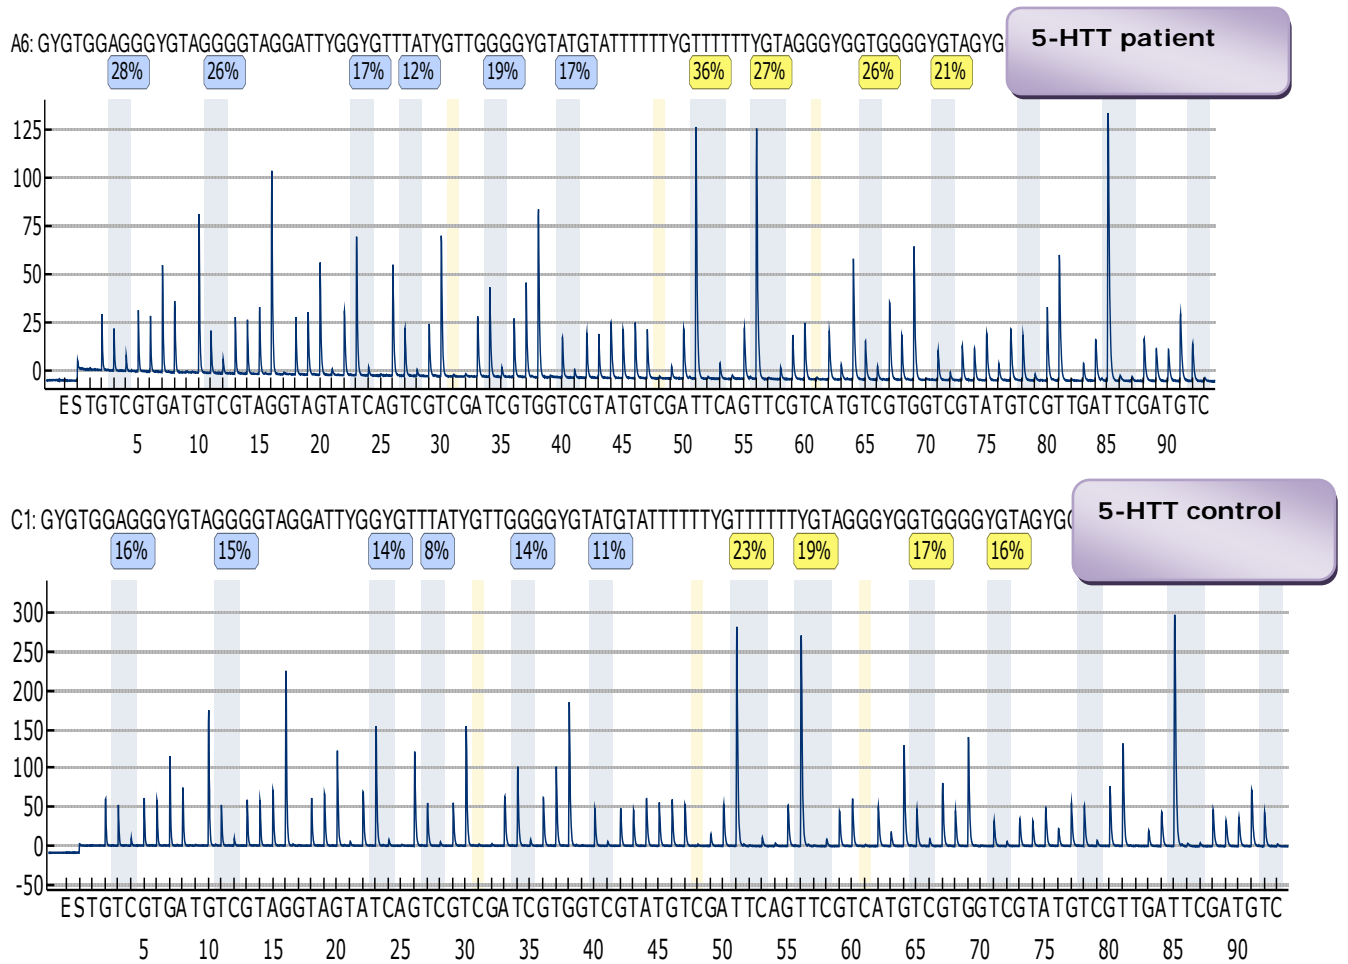 A6: GYGTGGAGGGYGTAGGGGTAGGATTYGGYGTTTATYGTTGGGGYGTATGTATTTTTTYGTTTTTTYGTAGGGYGGTGGGGYGTAGYG
5-HTT patient
28% 26% 17% 12% 19% 17% 36% 27% 26% 21%
125
100
75
50
25
0
E S T G T C G T G A T G T C G T A G G T A G T A T C A G T C G T C G A T C G T G G T C G T A T G T C G A T T C A G T T C G T C A T G T C G T G G T C G T A T G T C G T T G A T T C G A T G T C
5 10 15 20 25 30 35 40 45 50 55 60 65 70 75 80 85 90
C1: GYGTGGAGGGYGTAGGGGTAGGATTYGGYGTTTATYGTTGGGGYGTATGTATTTTTTYGTTTTTTYGTAGGGYGGTGGGGYGTAGYG
5-HTT control
16% 15% 14% 8% 14% 11% 23% 19% 17% 16%
300
250
200
150
100
50
0
-50
E S T G T C G T G A T G T C G T A G G T A G T A T C A G T C G T C G A T C G T G G T C G T A T G T C G A T T C A G T T C G T C A T G T C G T G G T C G T A T G T C G T T G A T T C G A T G T C
5 10 15 20 25 30 35 40 45 50 55 60 65 70 75 80 85 90